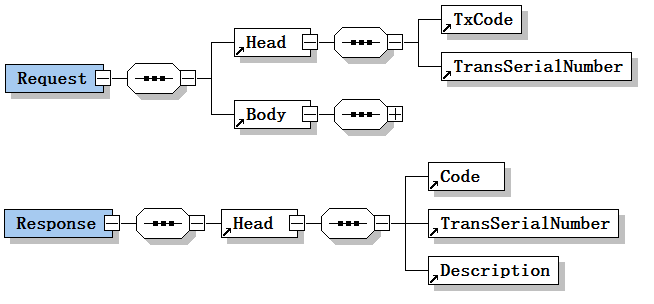 TxCode
Head
TransSerialNumber
Request
Body
Code
Response
Head
TransSerialNumber
Description